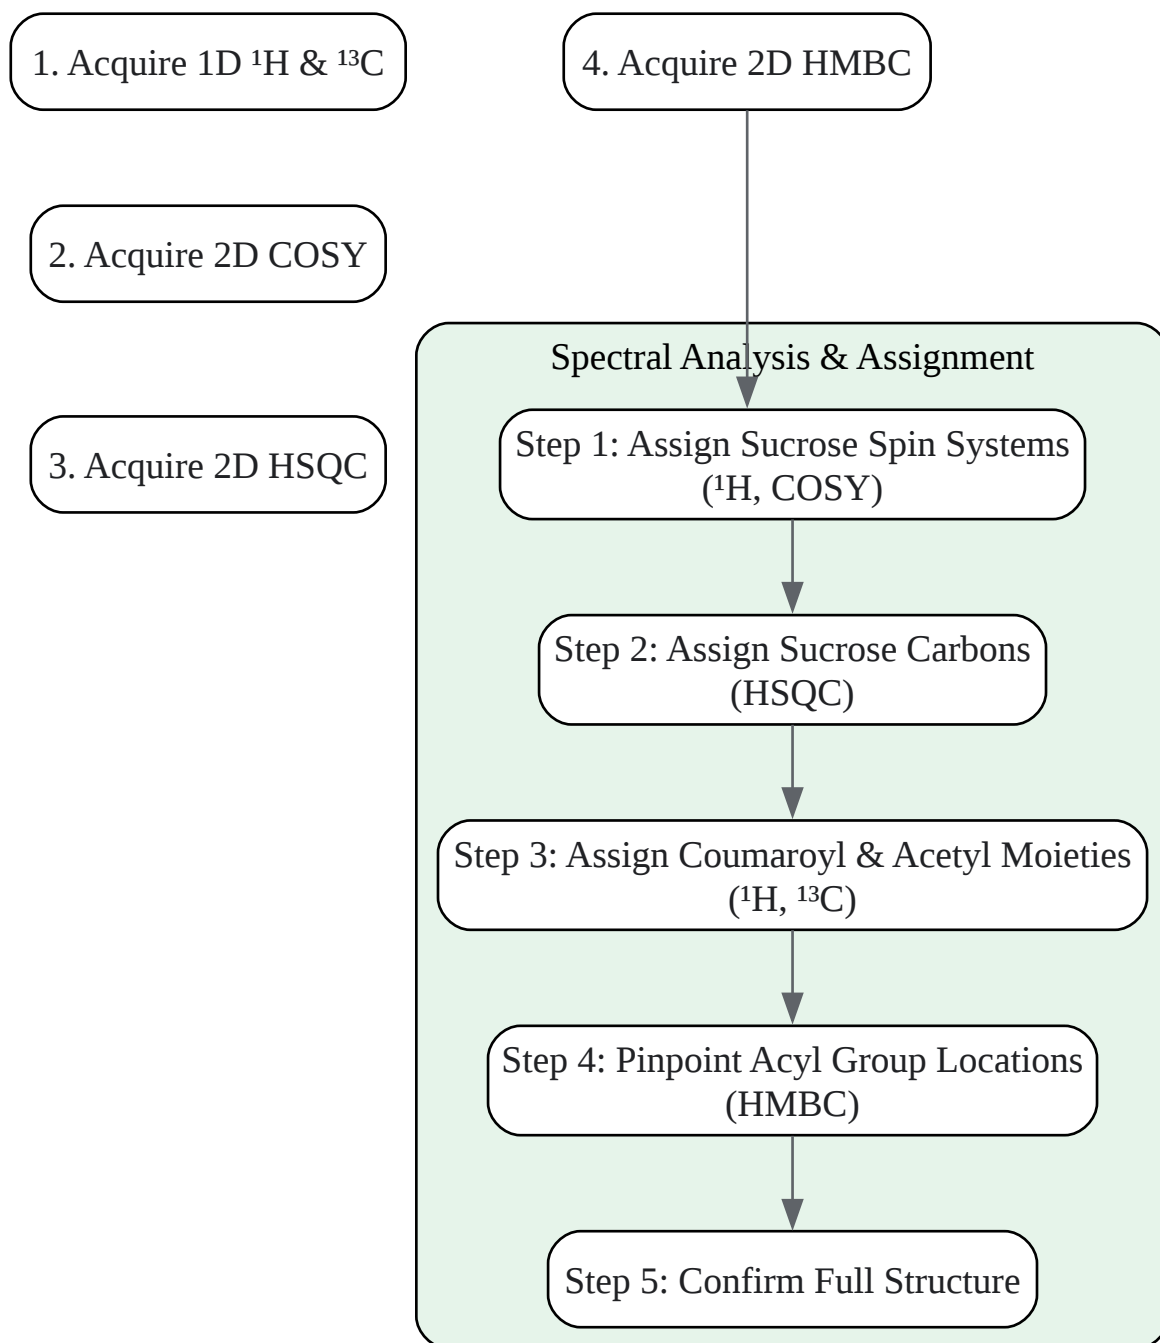 1. Acquire 1D ¹H & ¹³C
4. Acquire 2D HMBC
2. Acquire 2D COSY
3. Acquire 2D HSQC
Spectral Analysis & Assignment
Step 1: Assign Sucrose Spin Systems
(¹H, COSY)
Step 2: Assign Sucrose Carbons
(HSQC)
Step 3: Assign Coumaroyl & Acetyl Moieties
(¹H, ¹³C)
Step 4: Pinpoint Acyl Group Locations
(HMBC)
Step 5: Confirm Full Structure